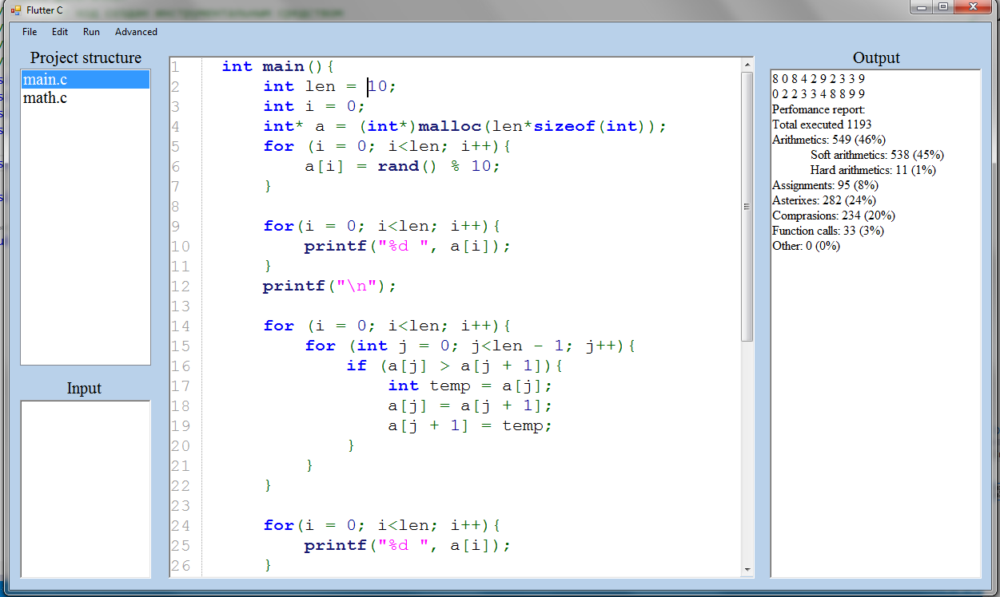 Flutter C
File Edit Run Advanced
Project structure
main.c
math.c
Input
1 int main(){
2 int len = 10;
3 int i = 0;
4 int* a = (int*)malloc(len*sizeof(int));
5 for (i = 0; i<len; i++){
6 a[i] = rand() % 10;
7 }
8
9 for(i = 0; i<len; i++){
10 printf("%d ", a[i]);
11 }
12 printf("\n");
13
14 for (i = 0; i<len; i++){
15 for (int j = 0; j<len - 1; j++){
16 if (a[j] > a[j + 1]){
17 int temp = a[j];
18 a[j] = a[j + 1];
19 a[j + 1] = temp;
20 }
21 }
22 }
23
24 for(i = 0; i<len; i++){
25 printf("%d ", a[i]);
26 }
Output
8 0 8 4 2 9 2 3 3 9
0 2 2 3 3 4 8 8 9 9
Perfomance report:
Total executed 1193
Arithmetics: 549 (46%)
Soft arithmetics: 538 (45%)
Hard arithmetics: 11 (1%)
Assignments: 95 (8%)
Asterixes: 282 (24%)
Comprasions: 234 (20%)
Function calls: 33 (3%)
Other: 0 (0%)